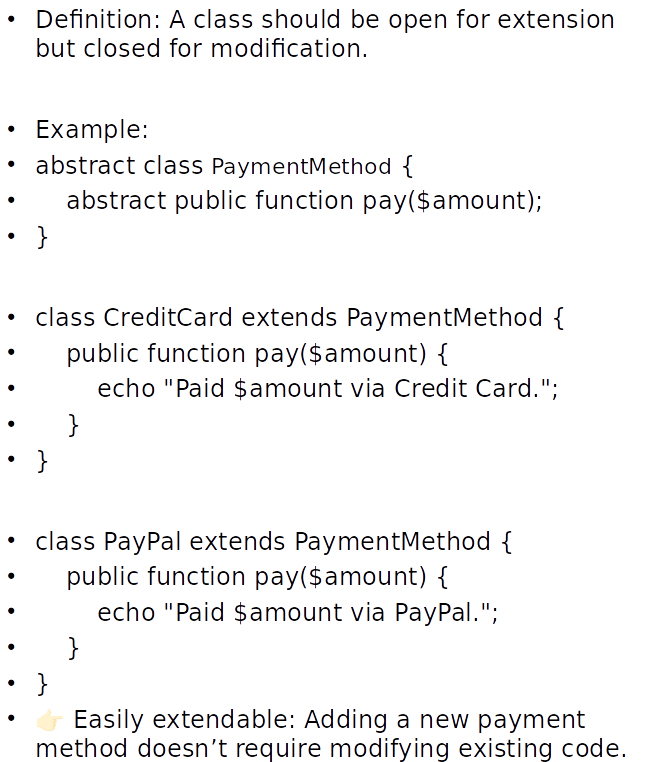 • Definition: A class should be open for extension
but closed for modification.
• Example:
• abstract class PaymentMethod {
•     abstract public function pay($amount);
• }
• class CreditCard extends PaymentMethod {
•     public function pay($amount) {
•         echo "Paid $amount via Credit Card.";
•     }
• }
• class PayPal extends PaymentMethod {
•     public function pay($amount) {
•         echo "Paid $amount via PayPal.";
•     }
• }
• 👉 Easily extendable: Adding a new payment
method doesn’t require modifying existing code.